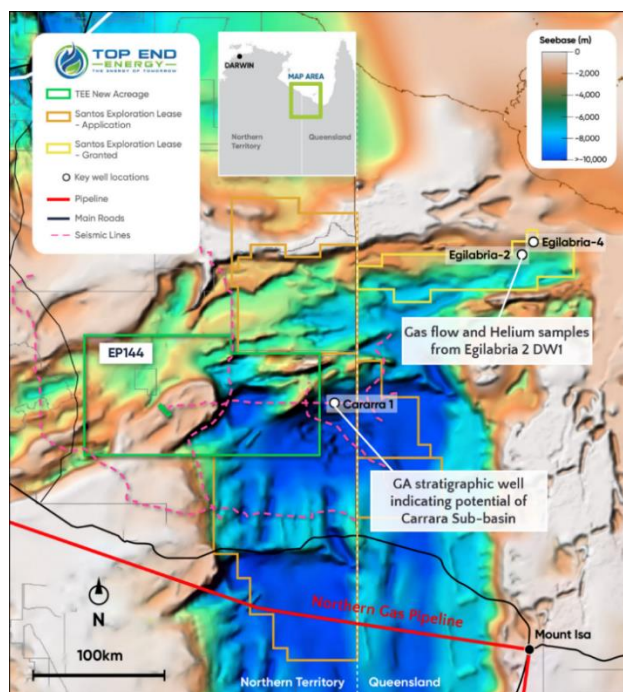 TOP END
ENERGY
THE ENERGY OF TOMORROW
TEE New Acreage
Santos Exploration Lease
- Application
Santos Exploration Lease
- Granted
Key well locations
Pipeline
Main Roads
Seismic Lines
DARWIN
MAP AREA
Northern
Territory
Queensland
Seebase (m)
0
-2,000
-4,000
-6,000
-8,000
>-10,000
Egilabria-4
Egilabria-2
Gas flow and Helium samples
from Egilabria 2 DW1
EP144
Cararra 1
GA stratigraphic well
indicating potential of
Carrara Sub-basin
Northern Gas Pipeline
Mount Isa
N
100km
Northern Territory
Queensland